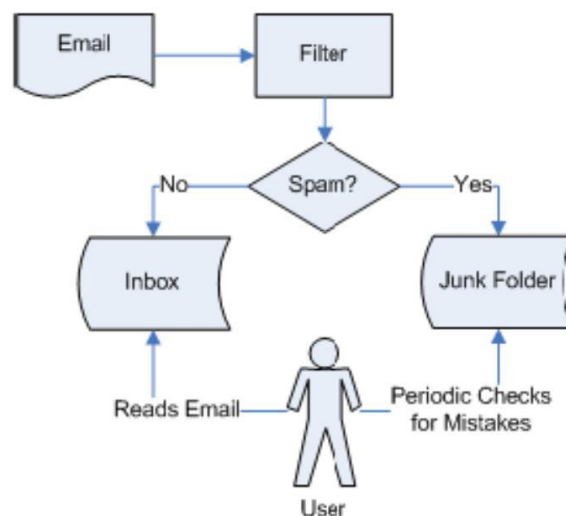 Email
Filter
Spam?
No
Yes
Inbox
Junk Folder
Reads Email
Periodic Checks
for Mistakes
User